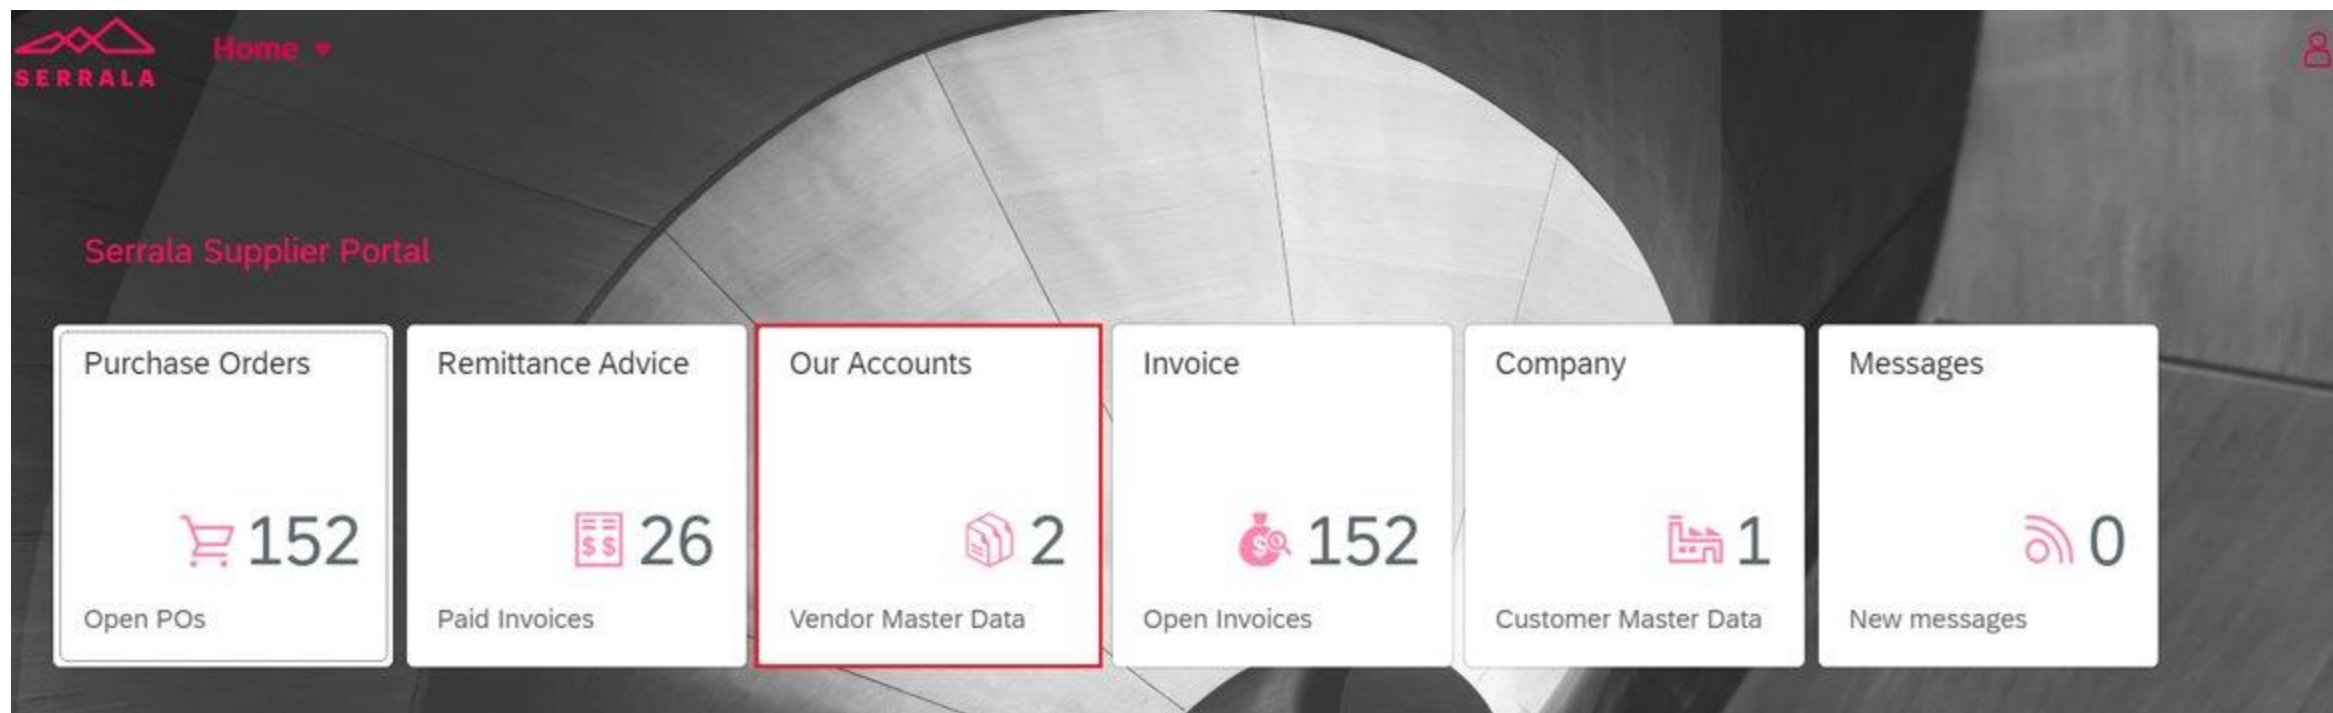 Home
SERRALA
Serrala Supplier Portal
Purchase Orders
152
Open POs
Remittance Advice
$ $
26
Paid Invoices
Our Accounts
2
Vendor Master Data
Invoice
$
152
Open Invoices
Company
1
Customer Master Data
Messages
0
New messages